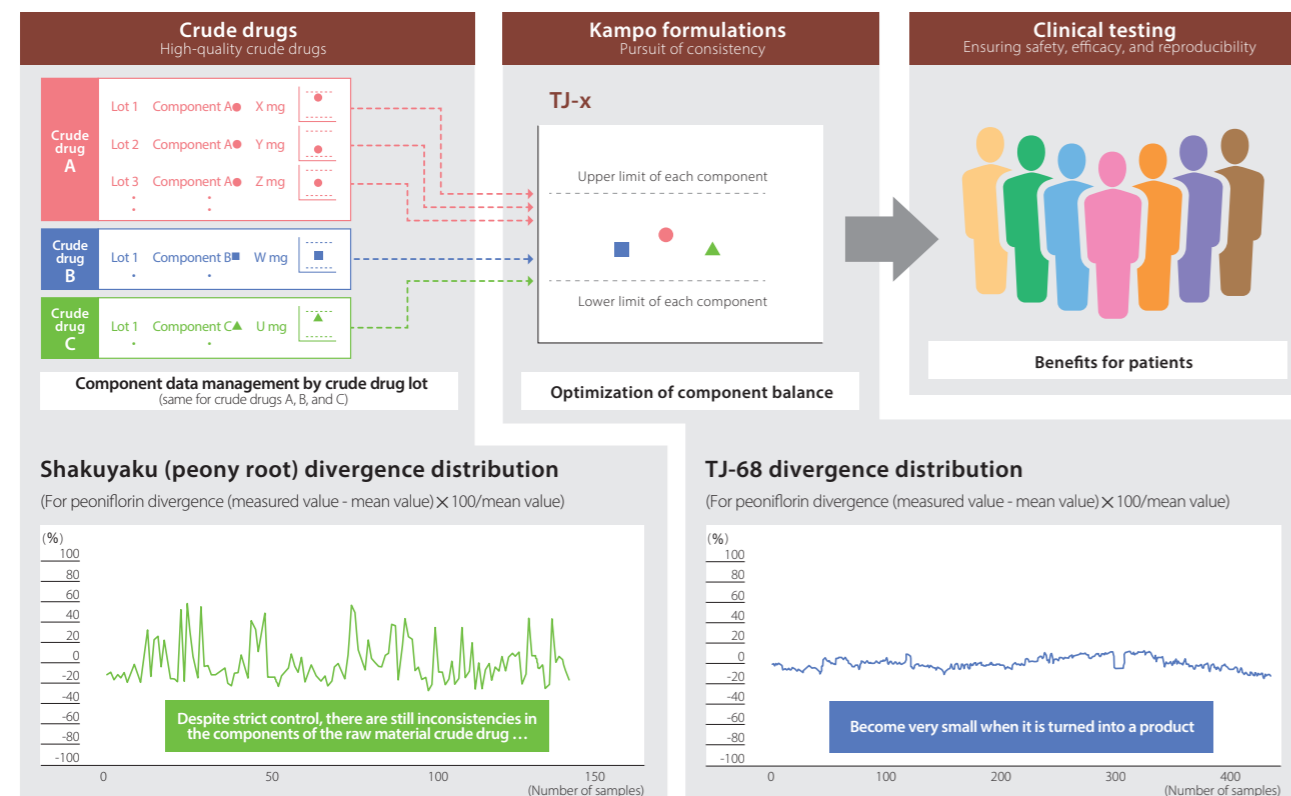 Crude drugs
High-quality crude drugs
Crude
drug
A
Lot 1 Component A X mg
Lot 2 Component A Y mg
Lot 3 Component A Z mg
Crude
drug
B
Lot 1 Component B W mg
Crude
drug
C
Lot 1 Component C U mg
Component data management by crude drug lot
(same for crude drugs A, B, and C)
Kampo formulations
Pursuit of consistency
TJ-x
Upper limit of each component
Lower limit of each component
Optimization of component balance
Clinical testing
Ensuring safety, efficacy, and reproducibility
Benefits for patients
Shakuyaku (peony root) divergence distribution
(For peoniflorin divergence (measured value - mean value) × 100/mean value)
(%)
100
80
60
40
20
0
-20
-40
-60
-80
-100
Despite strict control, there are still inconsistencies in
the components of the raw material crude drug …
0 50 100 150
(Number of samples)
TJ-68 divergence distribution
(For peoniflorin divergence (measured value - mean value) × 100/mean value)
(%)
100
80
60
40
20
0
-20
-40
-60
-80
-100
Become very small when it is turned into a product
0 100 200 300 400
(Number of samples)